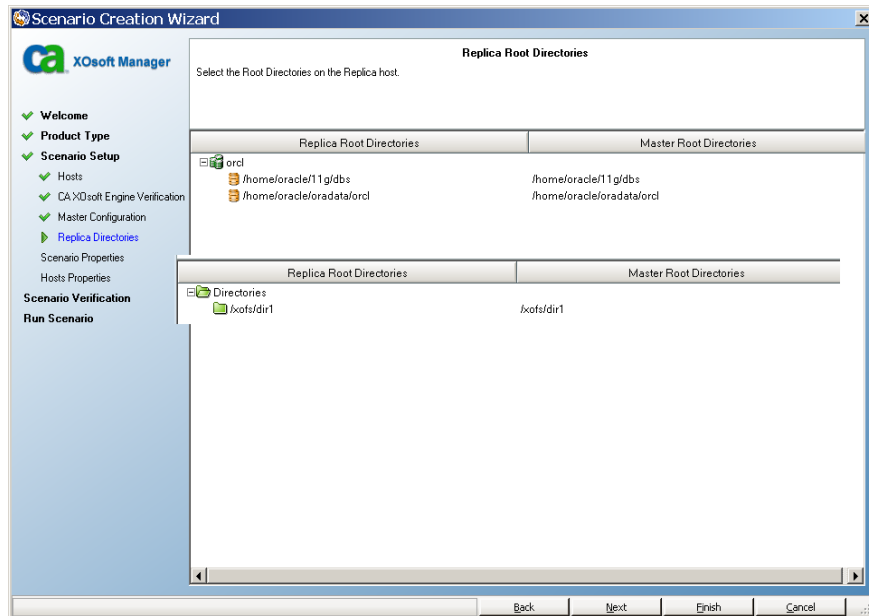 Scenario Creation Wizard
ca XOsoft Manager
Replica Root Directories
Select the Root Directories on the Replica host.
Welcome
Product Type
Scenario Setup
Hosts
CA XOsoft Engine Verification
Master Configuration
Replica Directories
Scenario Properties
Hosts Properties
Scenario Verification
Run Scenario
Replica Root Directories Master Root Directories
orcl
/home/oracle/11g/dbs /home/oracle/11g/dbs
/home/oracle/oradata/orcl /home/oracle/oradata/orcl
Replica Root Directories Master Root Directories
Directories
/xofs/dir1 /xofs/dir1
Back Next Finish Cancel